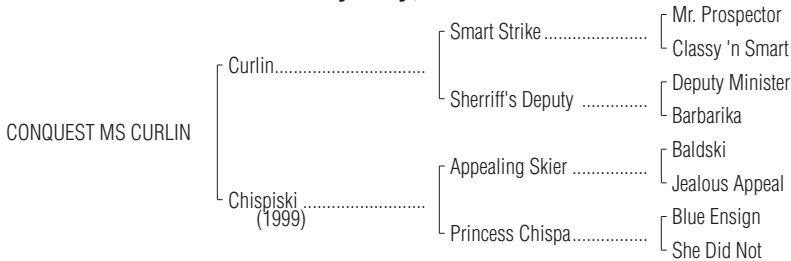 Mr. Prospector
Smart Strike......................
Classy 'n Smart
Curlin................................
Deputy Minister
Sherriff's Deputy ..............
Barbarika
CONQUEST MS CURLIN
Baldski
Appealing Skier ................
Jealous Appeal
Chispiski ..........................
(1999)
Blue Ensign
Princess Chispa................
She Did Not